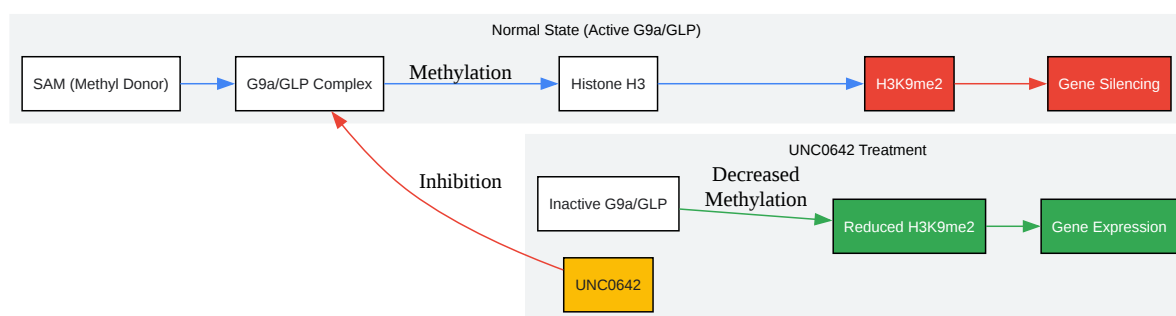 Normal State (Active G9a/GLP)
SAM (Methyl Donor)
G9a/GLP Complex
Methylation
Histone H3
H3K9me2
Gene Silencing
Inhibition
UNC0642 Treatment
Inactive G9a/GLP
Decreased
Methylation
Reduced H3K9me2
Gene Expression
UNC0642